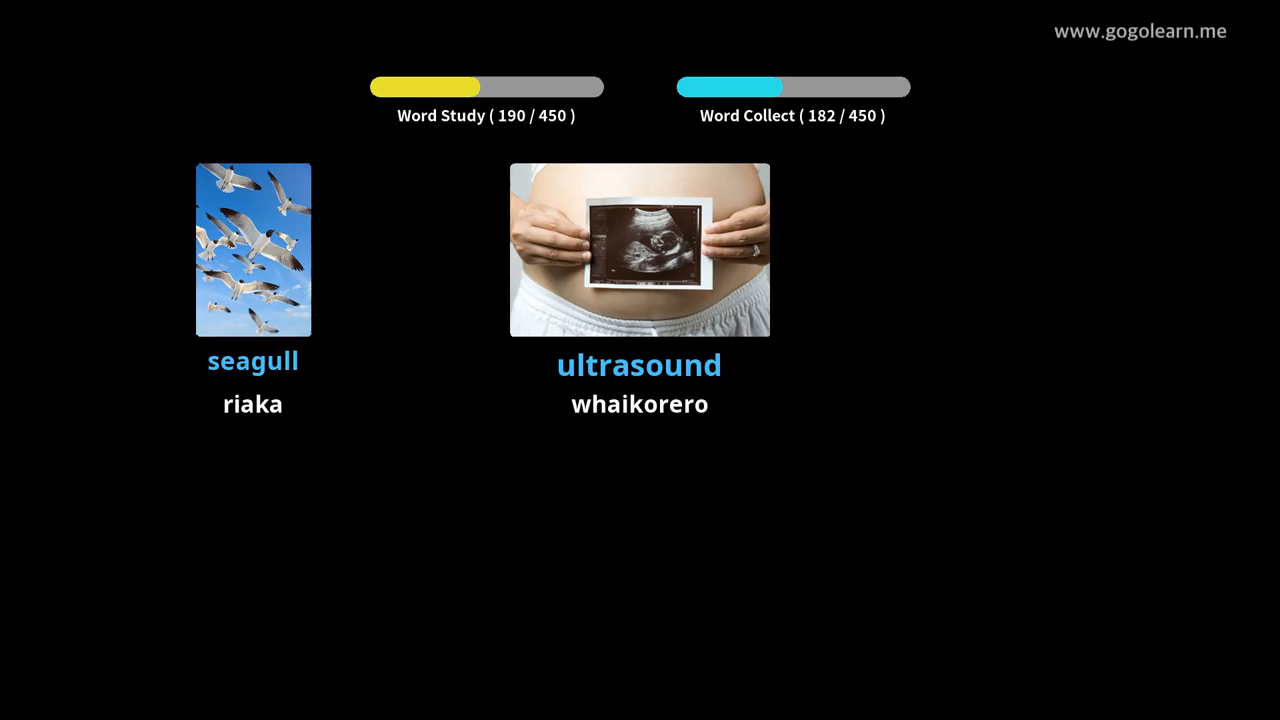 www.gogolearn.me
Word Study ( 190 / 450 )
Word Collect ( 182 / 450 )
seagull
riaka
ultrasound
whaikorero